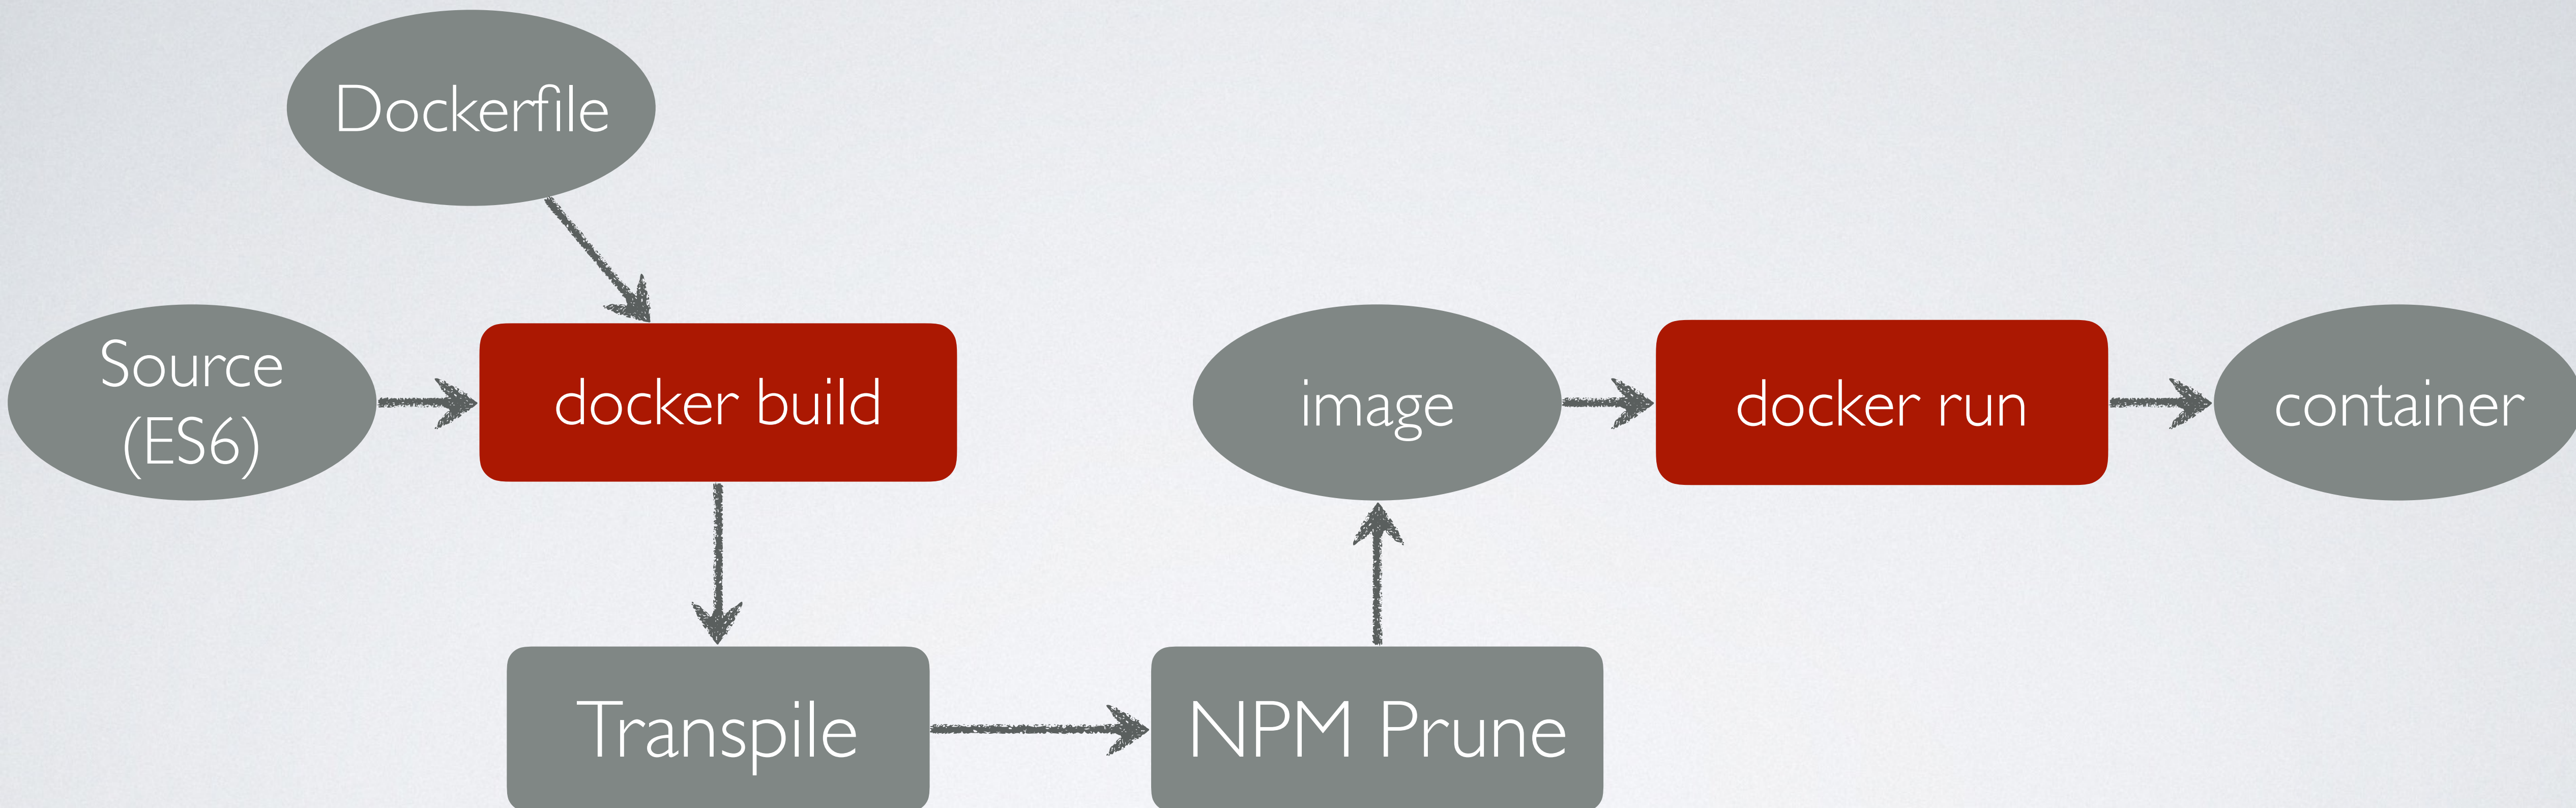 Dockerfile
Source
(ES6)
docker build
image
docker run
container
Transpile
NPM Prune